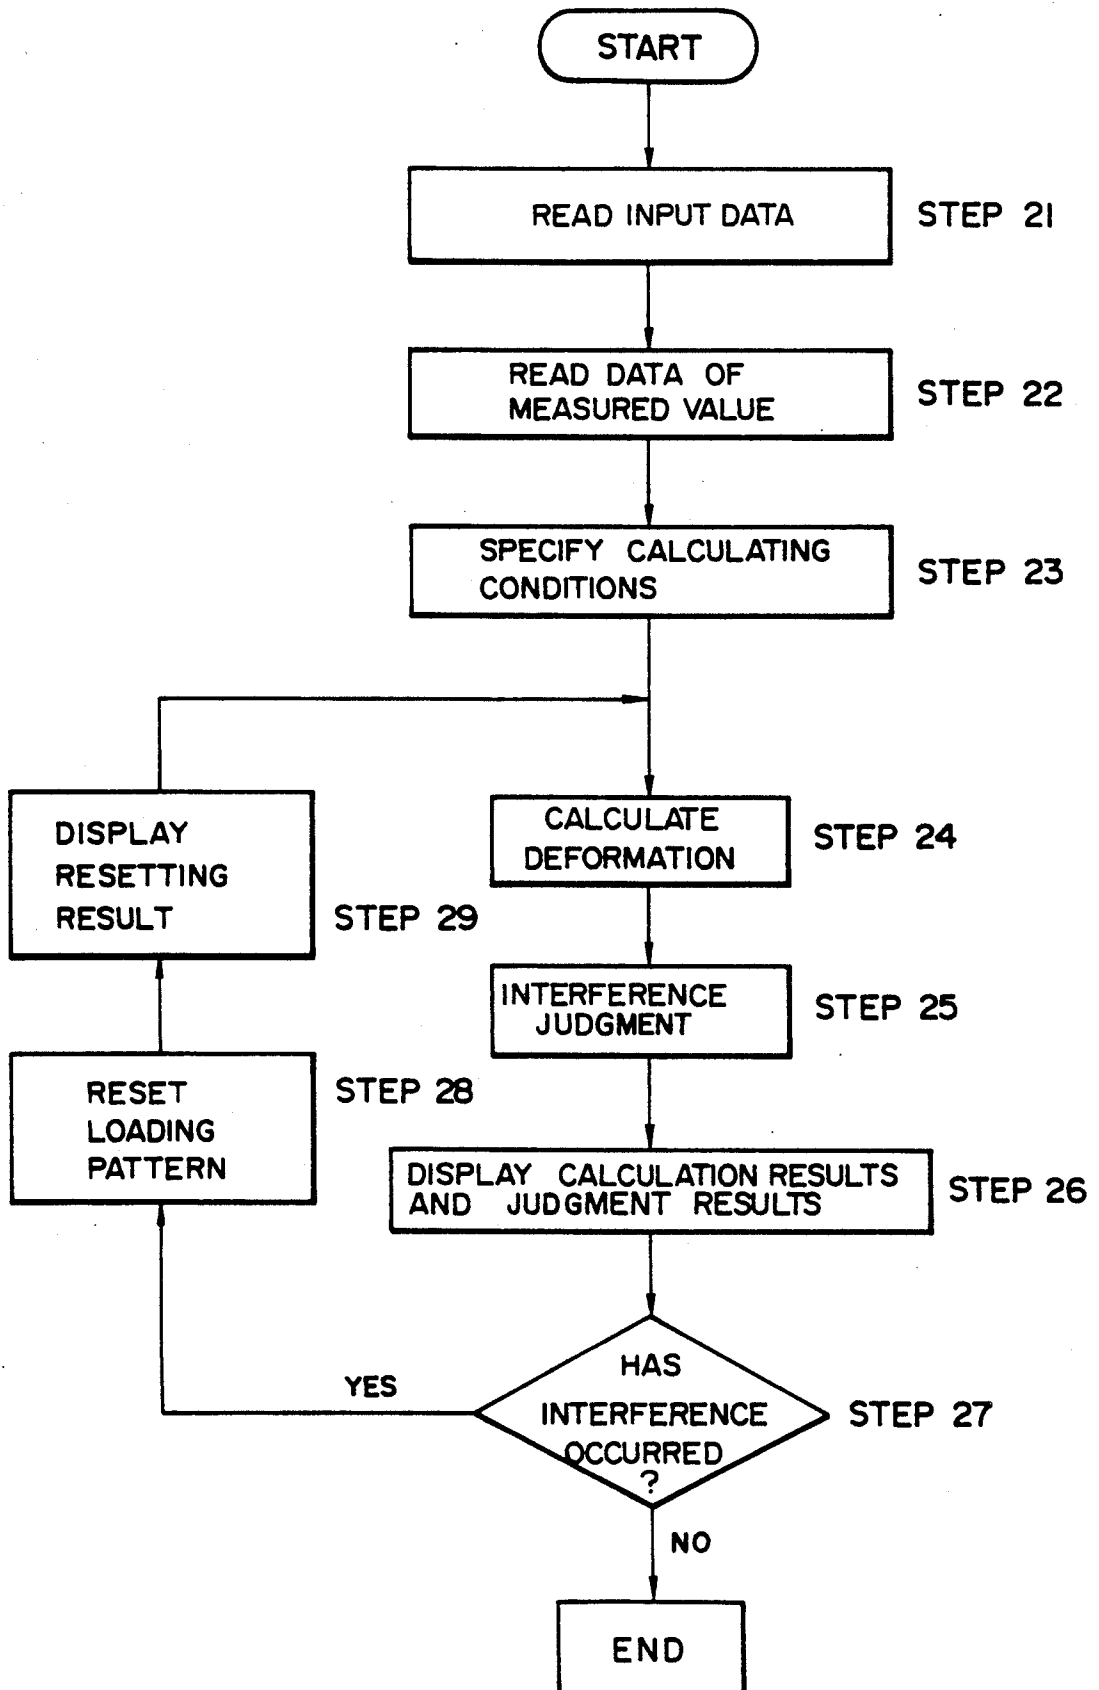 START
READ INPUT DATA
STEP 21
READ DATA OF
MEASURED VALUE
STEP 22
SPECIFY CALCULATING
CONDITIONS
STEP 23
CALCULATE
DEFORMATION
STEP 24
DISPLAY
RESETTING
RESULT
STEP 29
INTERFERENCE
JUDGMENT
STEP 25
RESET
LOADING
PATTERN
STEP 28
DISPLAY CALCULATION RESULTS
AND JUDGMENT RESULTS
STEP 26
HAS
INTERFERENCE
OCCURRED
?
STEP 27
YES
NO
END